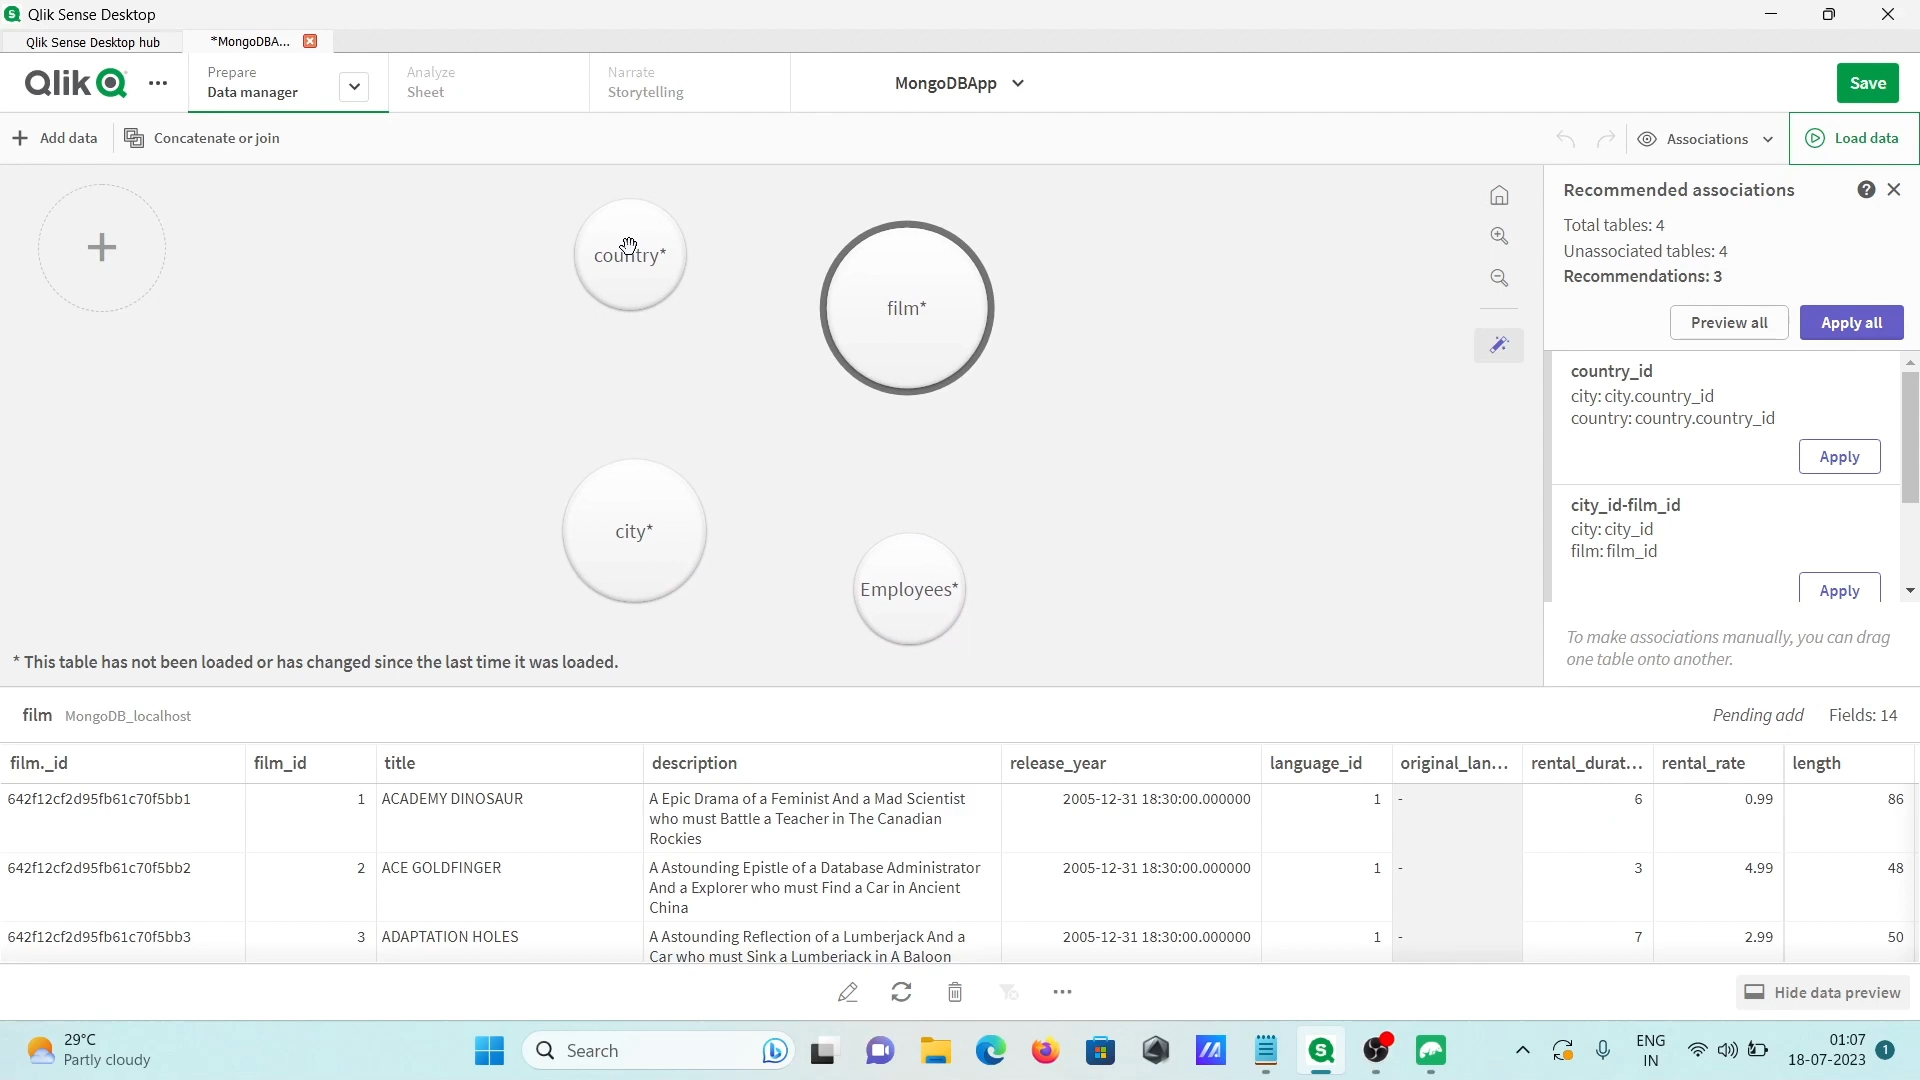 Qlik Sense Desktop
Qlik Sense Desktop hub
*MongoDBA...
Qlik
Prepare
Data manager
Analyze
Sheet
Narrate
Storytelling
MongoDBApp
Save
Add data
Concatenate or join
Associations
Load data
country*
film*
city*
Employees*
* This table has not been loaded or has changed since the last time it was loaded.
Recommended associations
Total tables: 4
Unassociated tables: 4
Recommendations: 3
Preview all
Apply all
country_id
city: city.country_id
country: country.country_id
Apply
city_id-film_id
city: city_id
film: film_id
Apply
To make associations manually, you can drag
one table onto another.
film MongoDB_localhost
Pending add Fields: 14
film._id film_id title description release_year language_id original_lan... rental_durat... rental_rate length
642f12cf2d95fb61c70f5bb1 1 ACADEMY DINOSAUR A Epic Drama of a Feminist And a Mad Scientist 2005-12-31 18:30:00.000000 1 - 6 0.99 86
who must Battle a Teacher in The Canadian
Rockies
642f12cf2d95fb61c70f5bb2 2 ACE GOLDFINGER A Astounding Epistle of a Database Administrator 2005-12-31 18:30:00.000000 1 - 3 4.99 48
And a Explorer who must Find a Car in Ancient
China
642f12cf2d95fb61c70f5bb3 3 ADAPTATION HOLES A Astounding Reflection of a Lumberjack And a 2005-12-31 18:30:00.000000 1 - 7 2.99 50
Car who must Sink a Lumberjack in A Baloon
Hide data preview
29°C
Partly cloudy
Search
ENG
IN
01:07
18-07-2023
1